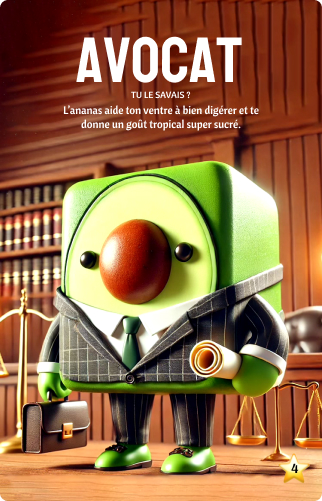 AVOCAT
TU LE SAVAIS ?
L'ananas aide ton ventre à bien digérer et te
donne un goût tropical super sucré.
4